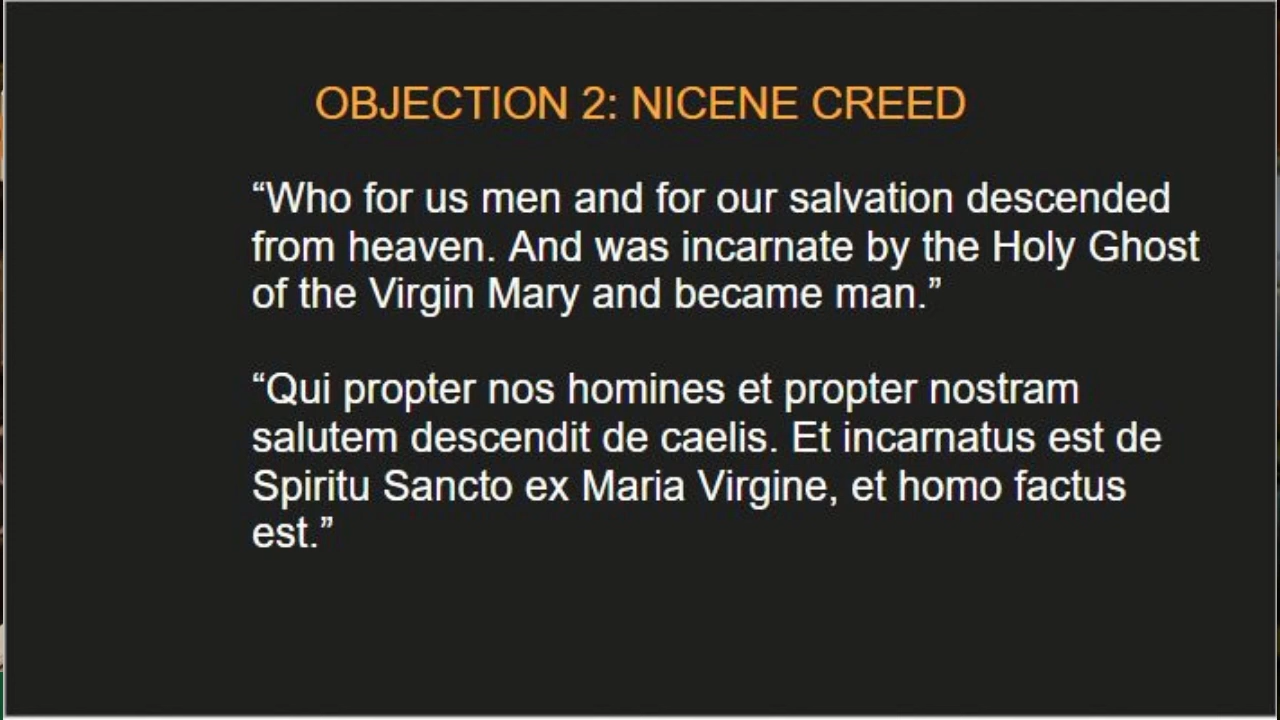 OBJECTION 2: NICENE CREED
“Who for us men and for our salvation descended
from heaven. And was incarnate by the Holy Ghost
of the Virgin Mary and became man.”
“Qui propter nos homines et propter nostram
salutem descendit de caelis. Et incarnatus est de
Spiritu Sancto ex Maria Virgine, et homo factus
est.”